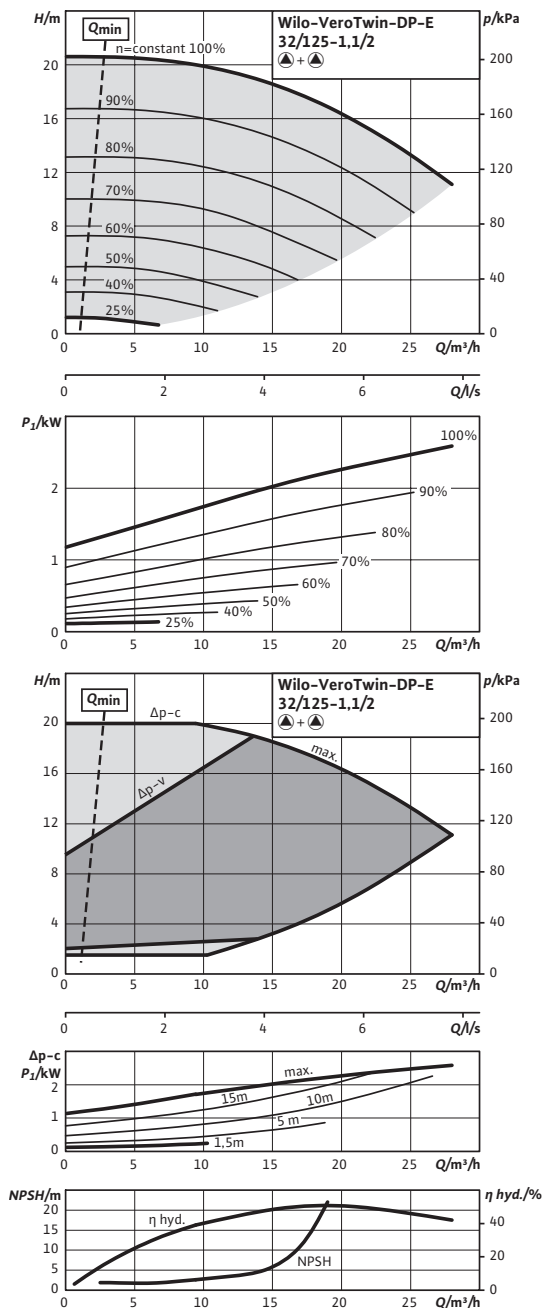 H/m
p/kPa
Qmin
n=constant 100%
Wilo-VeroTwin-DP-E
32/125-1,1/2
+
200
20
90%
16
160
80%
12
120
70%
8
80
60%
50%
4
40
40%
25%
0
0
0 5 10 15 20 25 Q/m³/h
0 2 4 6 Q/l/s
P1/kW
100%
2
90%
80%
1
70%
60%
50%
40%
25%
0
0 5 10 15 20 25 Q/m³/h
H/m
p/kPa
Qmin
Δp-c
Wilo-VeroTwin-DP-E
32/125-1,1/2
+
20
200
max.
16
160
Δp-v
12
120
8
80
4
40
0
0
0 5 10 15 20 25 Q/m³/h
0 2 4 6 Q/l/s
Δp-c
P1/kW
max.
2
15m
10m
1
5 m
1,5m
0
0 5 10 15 20 25 Q/m³/h
NPSH/m
η hyd./%
20
η hyd.
40
15
10
20
NPSH
5
0
0
0 5 10 15 20 25 Q/m³/h